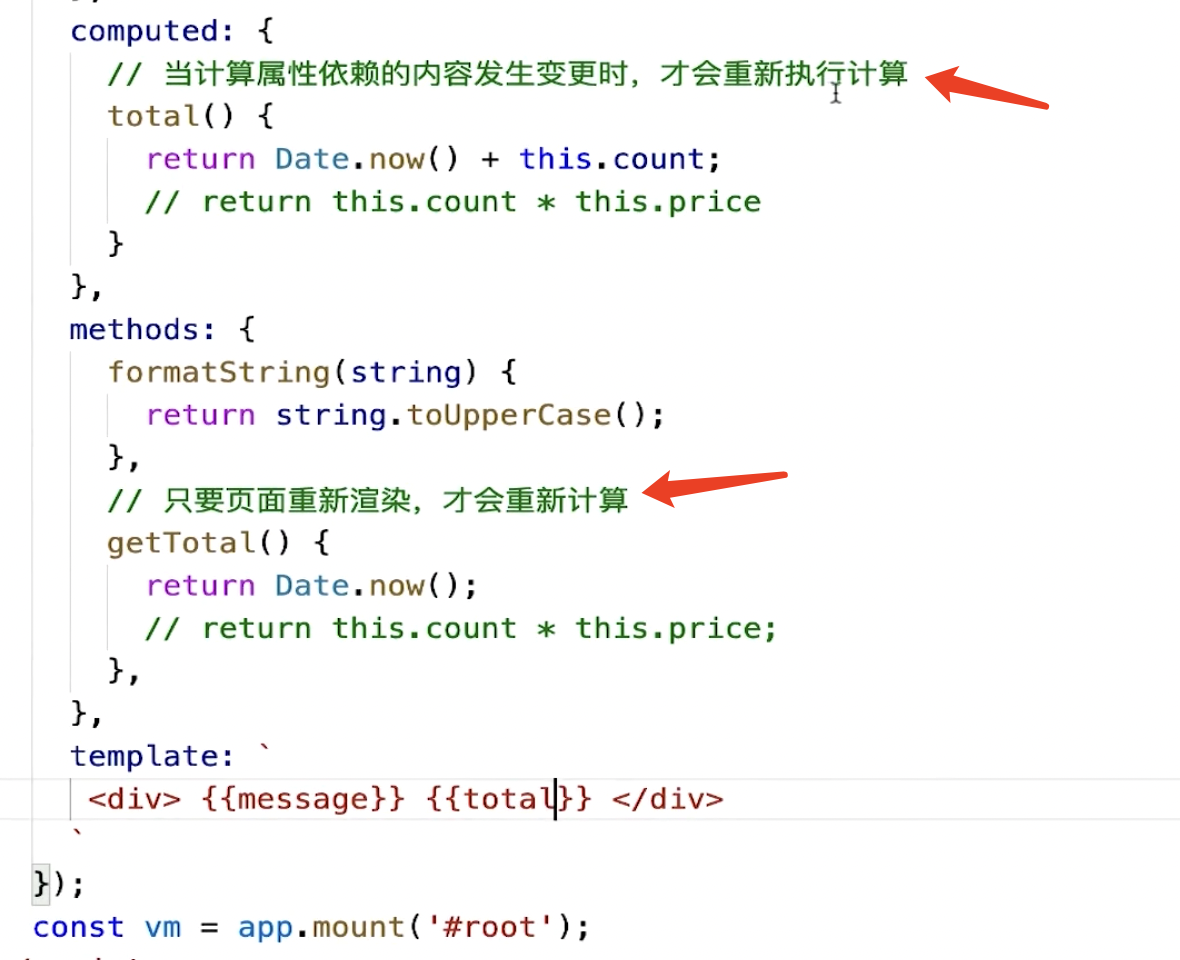 computed: {
// 当计算属性依赖的内容发生变更时，才会重新执行计算
total() {
return Date.now() + this.count;
// return this.count * this.price
}
},
methods: {
formatString(string) {
return string.toUpperCase();
},
// 只要页面重新渲染，才会重新计算
getTotal() {
return Date.now();
// return this.count * this.price;
},
},
template: `
<div> {{message}} {{total}} </div>
`
});
const vm = app.mount('#root');